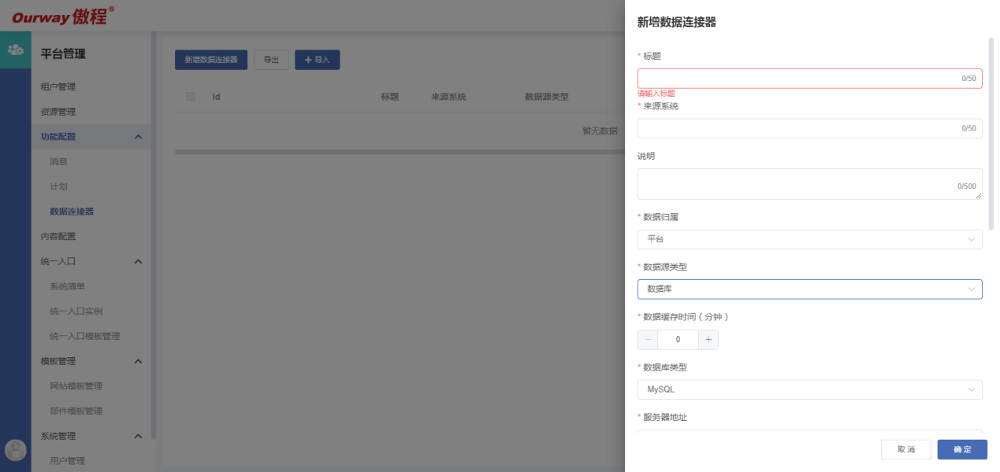 Ourway 傲程®
平台管理
租户管理
资源管理
功能配置
消息
计划
数据连接器
内容配置
统一入口
系统清单
统一入口实例
统一入口模板管理
模板管理
网站模板管理
部件模板管理
系统管理
用户管理
新增数据连接器 导出 + 导入
Id 标题 来源系统 数据源类型
暂无数据
新增数据连接器
* 标题
0/50
请输入标题
* 来源系统
0/50
说明
0/500
* 数据归属
平台
* 数据源类型
数据库
* 数据缓存时间（分钟）
− 0 +
* 数据库类型
MySQL
* 服务器地址
取 消 确 定